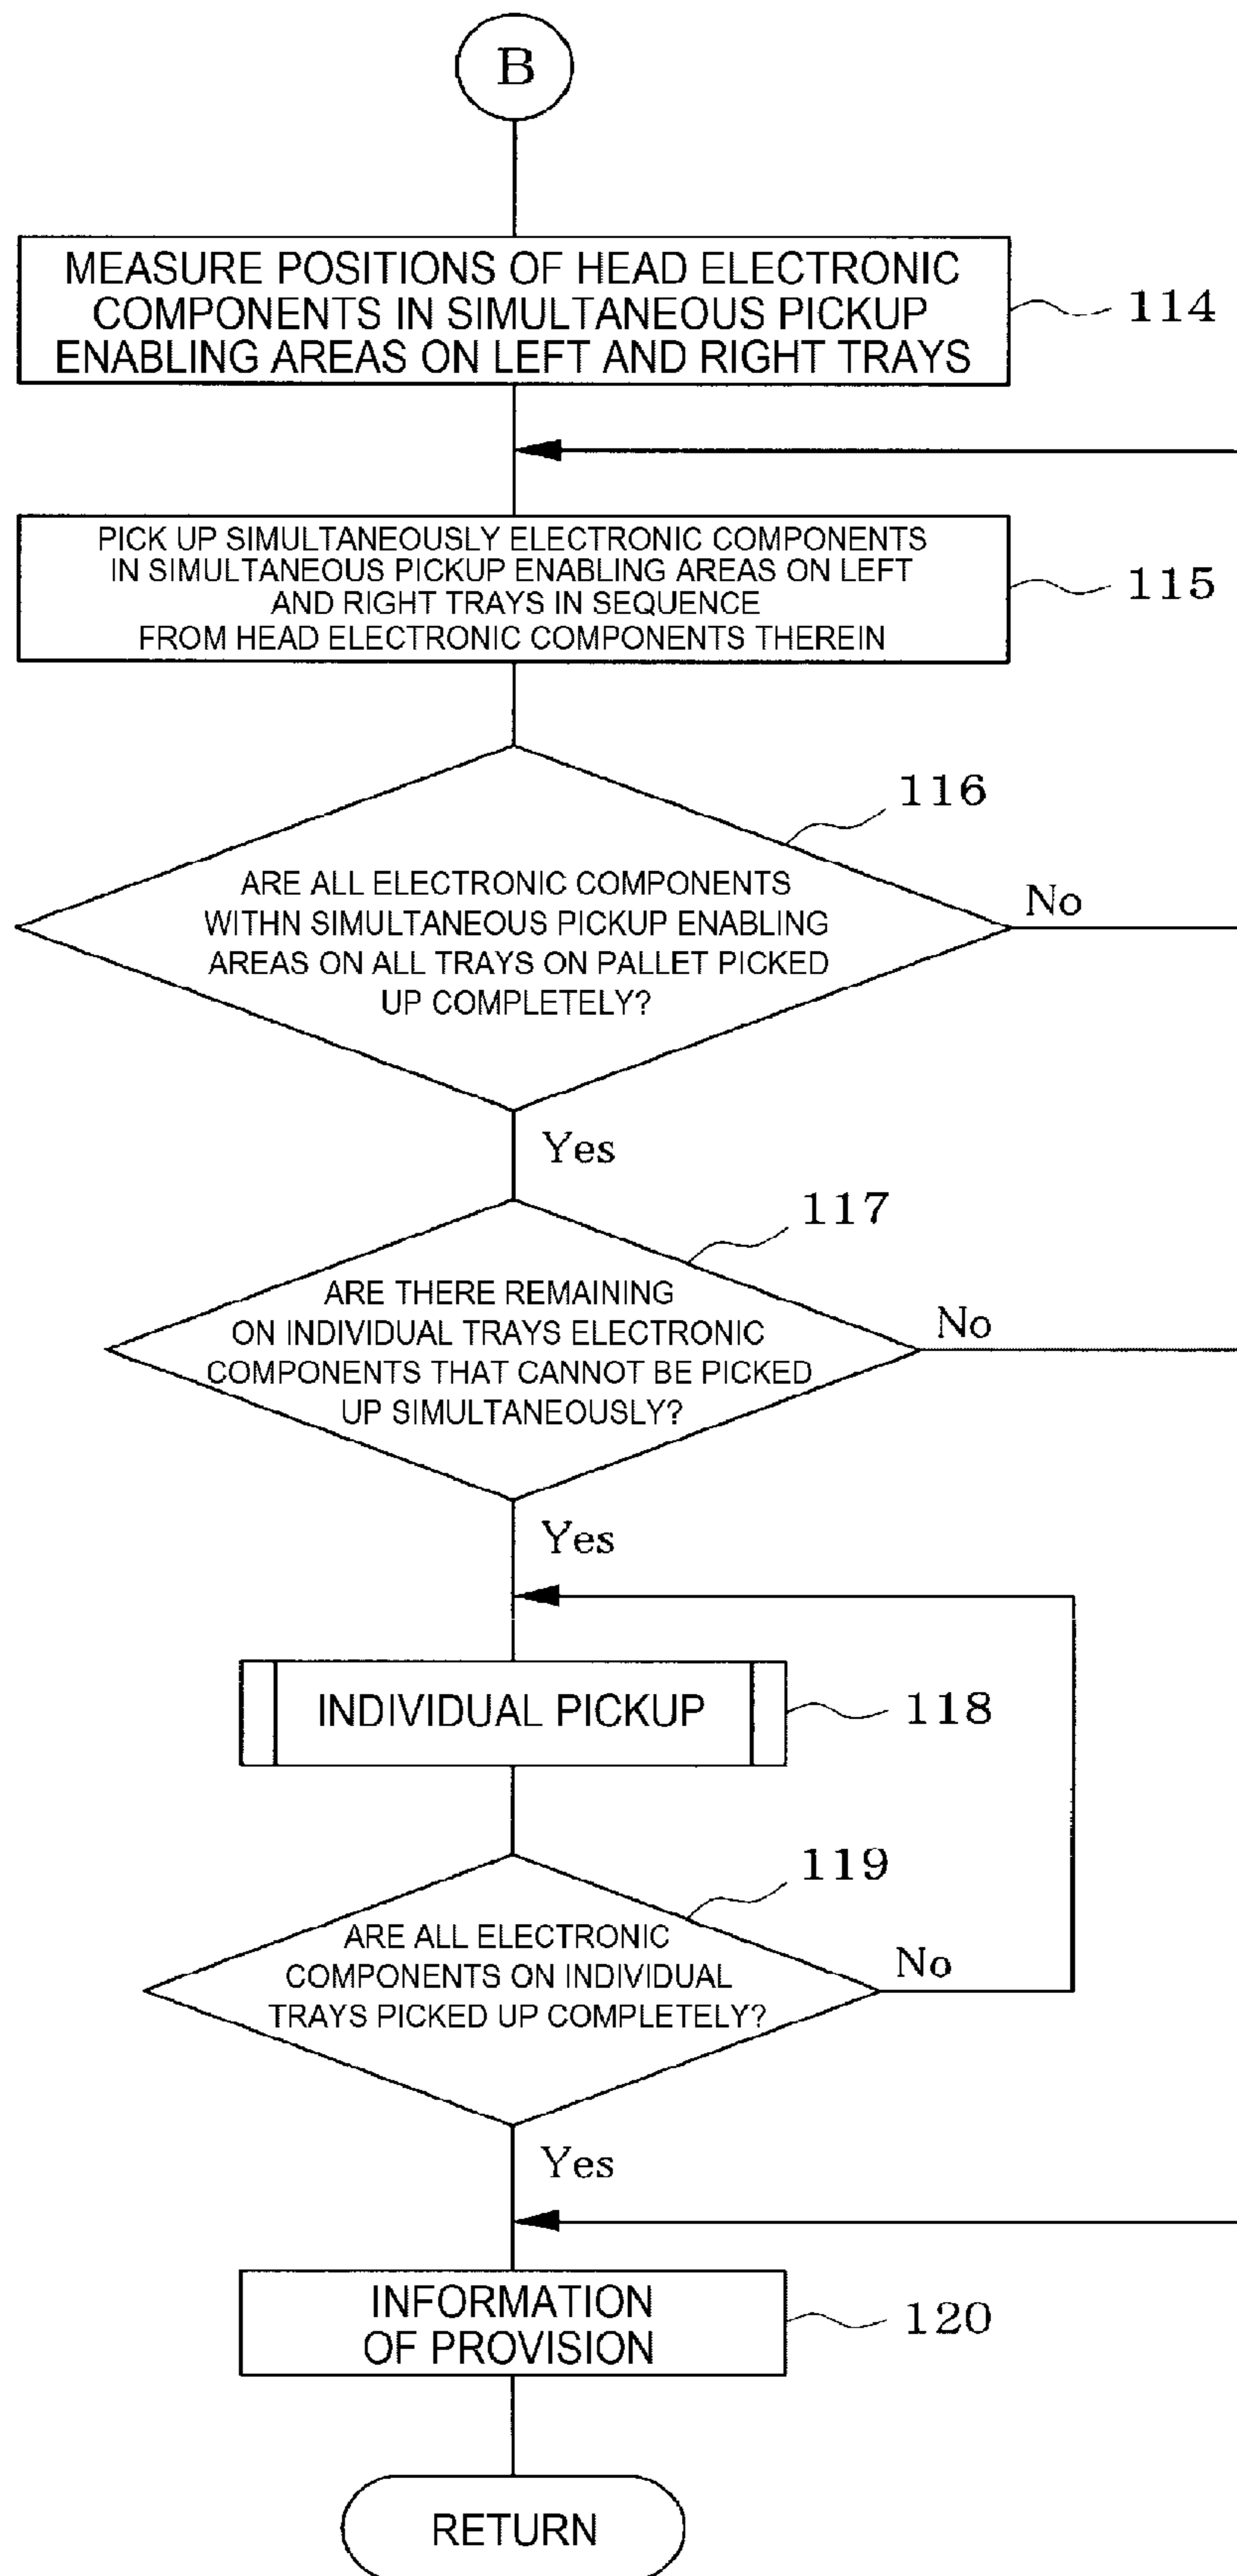 B
MEASURE POSITIONS OF HEAD ELECTRONIC
COMPONENTS IN SIMULTANEOUS PICKUP
ENABLING AREAS ON LEFT AND RIGHT TRAYS
114
PICK UP SIMULTANEOUSLY ELECTRONIC COMPONENTS
IN SIMULTANEOUS PICKUP ENABLING AREAS ON LEFT
AND RIGHT TRAYS IN SEQUENCE
FROM HEAD ELECTRONIC COMPONENTS THEREIN
115
116
ARE ALL ELECTRONIC COMPONENTS
WITHN SIMULTANEOUS PICKUP ENABLING
AREAS ON ALL TRAYS ON PALLET PICKED
UP COMPLETELY?
No
Yes
117
ARE THERE REMAINING
ON INDIVIDUAL TRAYS ELECTRONIC
COMPONENTS THAT CANNOT BE PICKED
UP SIMULTANEOUSLY?
No
Yes
INDIVIDUAL PICKUP
118
119
ARE ALL ELECTRONIC
COMPONENTS ON INDIVIDUAL
TRAYS PICKED UP COMPLETELY?
No
Yes
INFORMATION
OF PROVISION
120
RETURN